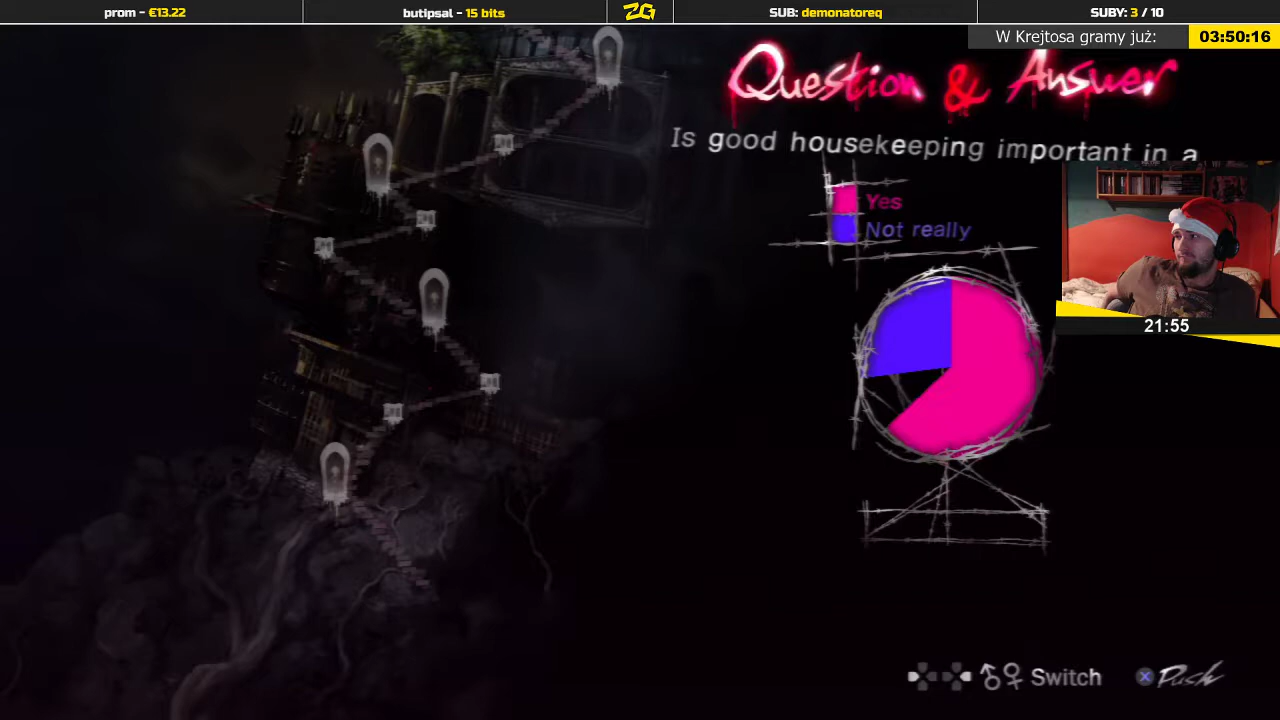 prom - €13.22
butipsal - 15 bits
ZG
SUB: demonatoreq
SUBY: 3 / 10
W Krejtosa gramy już:
03:50:16
Question & Answer
Is good housekeeping important in a
Yes
Not really
21:55
Switch
Push